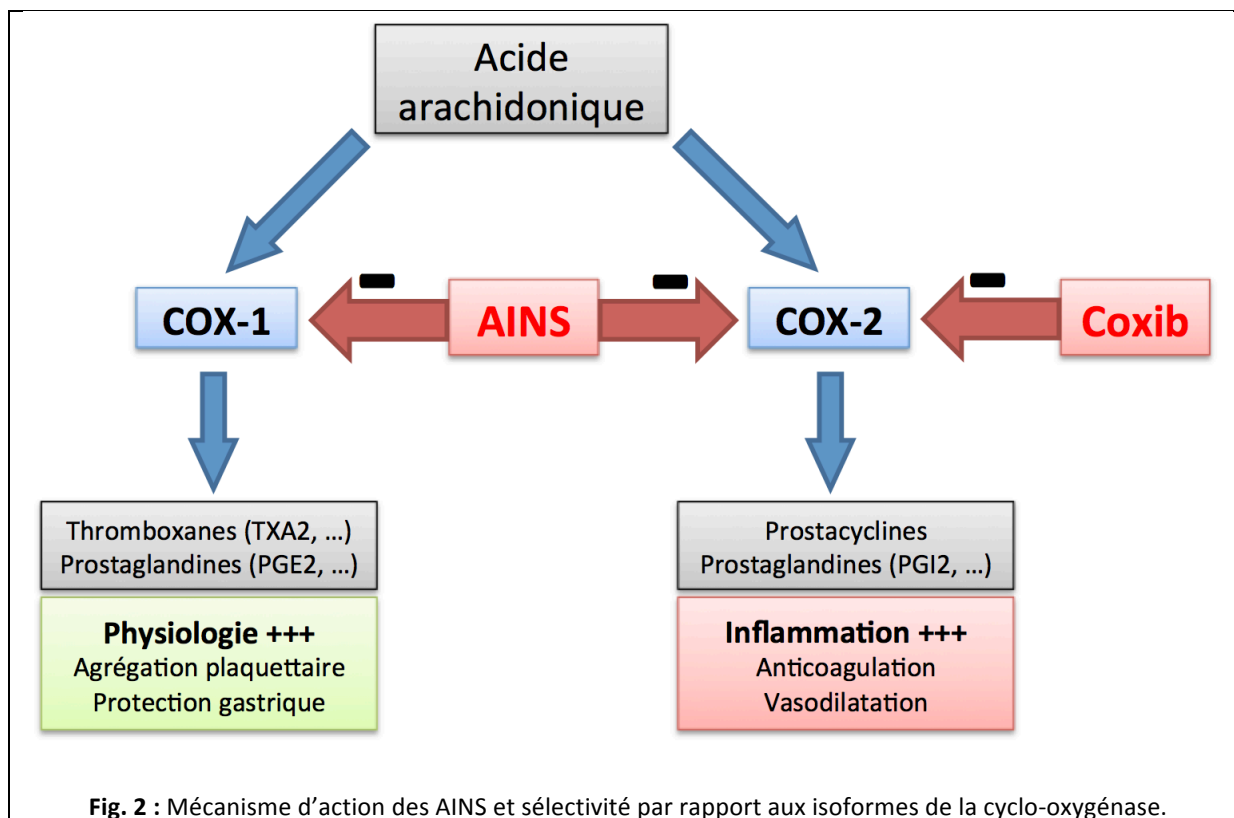 Acide
arachidonique
COX-1
AINS
COX-2
Coxib
Thromboxanes (TXA2, ...)
Prostaglandines (PGE2, ...)
Physiologie +++
Agrégation plaquettaire
Protection gastrique
Prostacyclines
Prostaglandines (PGI2, ...)
Inflammation +++
Anticoagulation
Vasodilatation
Fig. 2 : Mécanisme d’action des AINS et sélectivité par rapport aux isoformes de la cyclo-oxygénase.